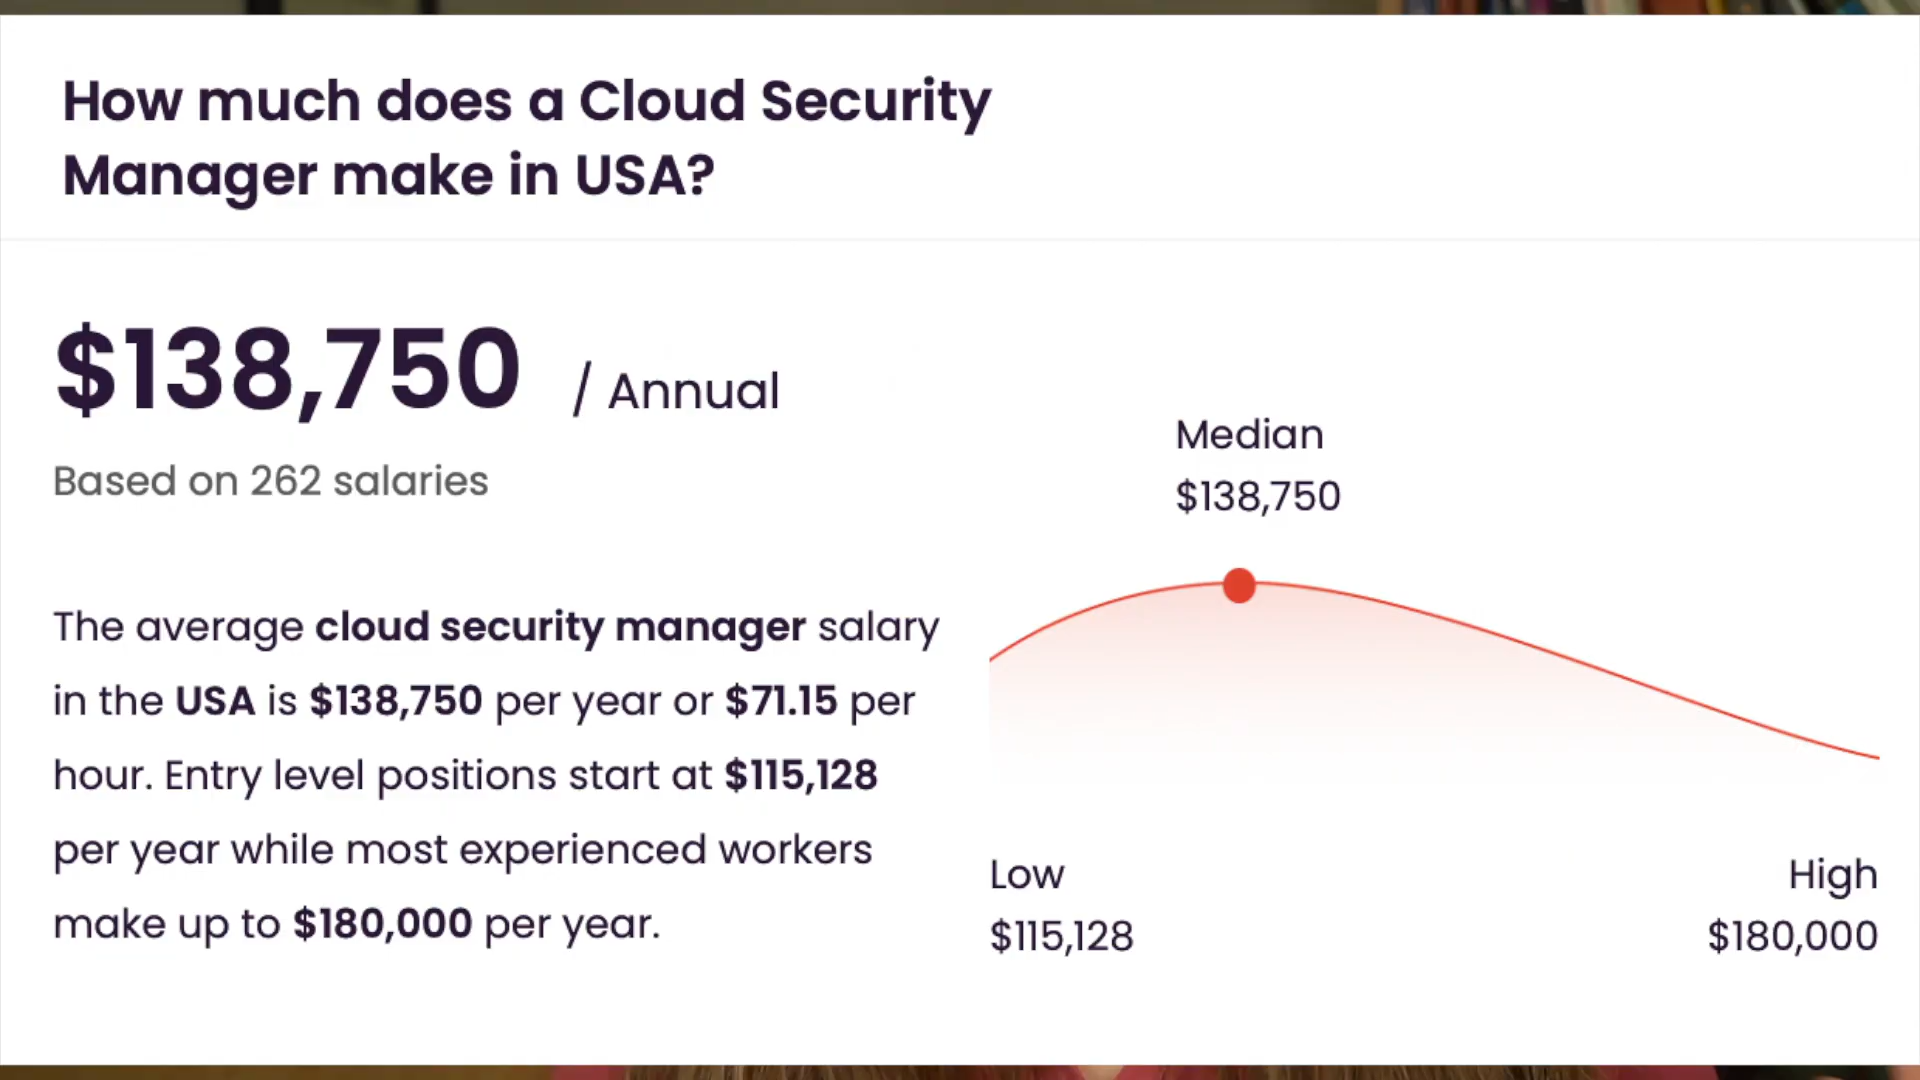 How much does a Cloud Security
Manager make in USA?
$138,750 / Annual
Based on 262 salaries
The average cloud security manager salary
in the USA is $138,750 per year or $71.15 per
hour. Entry level positions start at $115,128
per year while most experienced workers
make up to $180,000 per year.
Median
$138,750
Low
$115,128
High
$180,000